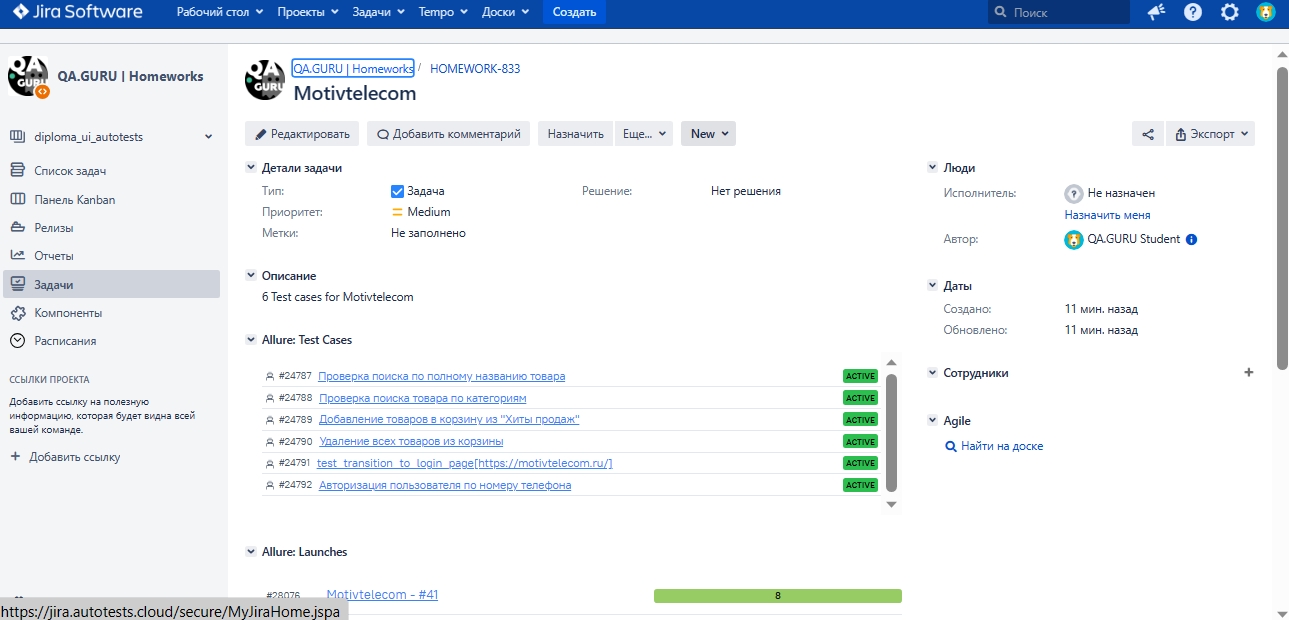 Jira Software Рабочий стол Проекты Задачи Tempo Доски Создать Поиск
QA GURU
QA.GURU | Homeworks
diploma_ui_autotests
Список задач
Панель Kanban
Релизы
Отчеты
Задачи
Компоненты
Расписания
ССЫЛКИ ПРОЕКТА
Добавить ссылку на полезную
информацию, которая будет видна всей
вашей команде.
+ Добавить ссылку
QA GURU
QA.GURU | Homeworks / HOMEWORK-833
Motivtelecom
Редактировать Добавить комментарий Назначить Еще... New Экспорт
Детали задачи
Тип: Задача Решение: Нет решения
Приоритет: Medium
Метки: Не заполнено
Описание
6 Test cases for Motivtelecom
Allure: Test Cases
#24787 Проверка поиска по полному названию товара ACTIVE
#24788 Проверка поиска товара по категориям ACTIVE
#24789 Добавление товаров в корзину из "Хиты продаж" ACTIVE
#24790 Удаление всех товаров из корзины ACTIVE
#24791 test_transition_to_login_page[https://motivtelecom.ru/] ACTIVE
#24792 Авторизация пользователя по номеру телефона ACTIVE
Allure: Launches
#28076 Motivtelecom - #41 8
Люди
Исполнитель: Не назначен
Назначить меня
Автор: QA.GURU Student
Даты
Создано: 11 мин. назад
Обновлено: 11 мин. назад
Сотрудники +
Agile
Найти на доске
https://jira.autotests.cloud/secure/MyJiraHome.jspa